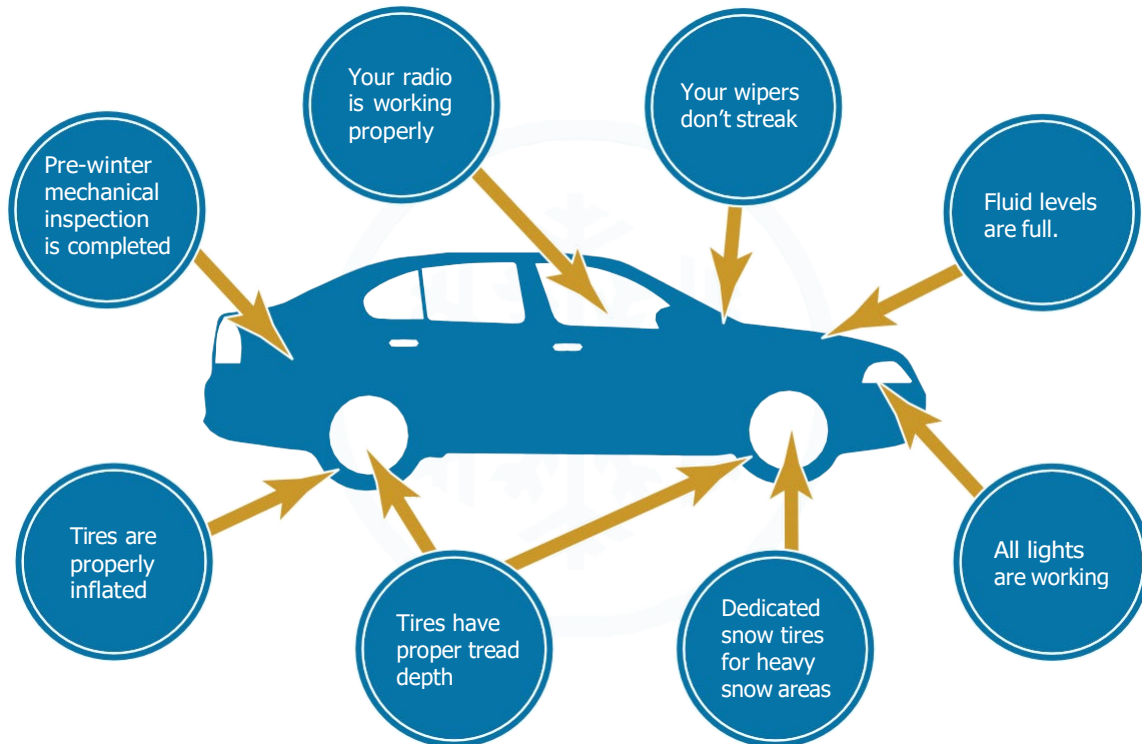 Your radio
is working
properly
Your wipers
don’t streak
Pre-winter
mechanical
inspection
is completed
Fluid levels
are full.
Tires are
properly
inflated
Tires have
proper tread
depth
Dedicated
snow tires
for heavy
snow areas
All lights
are working